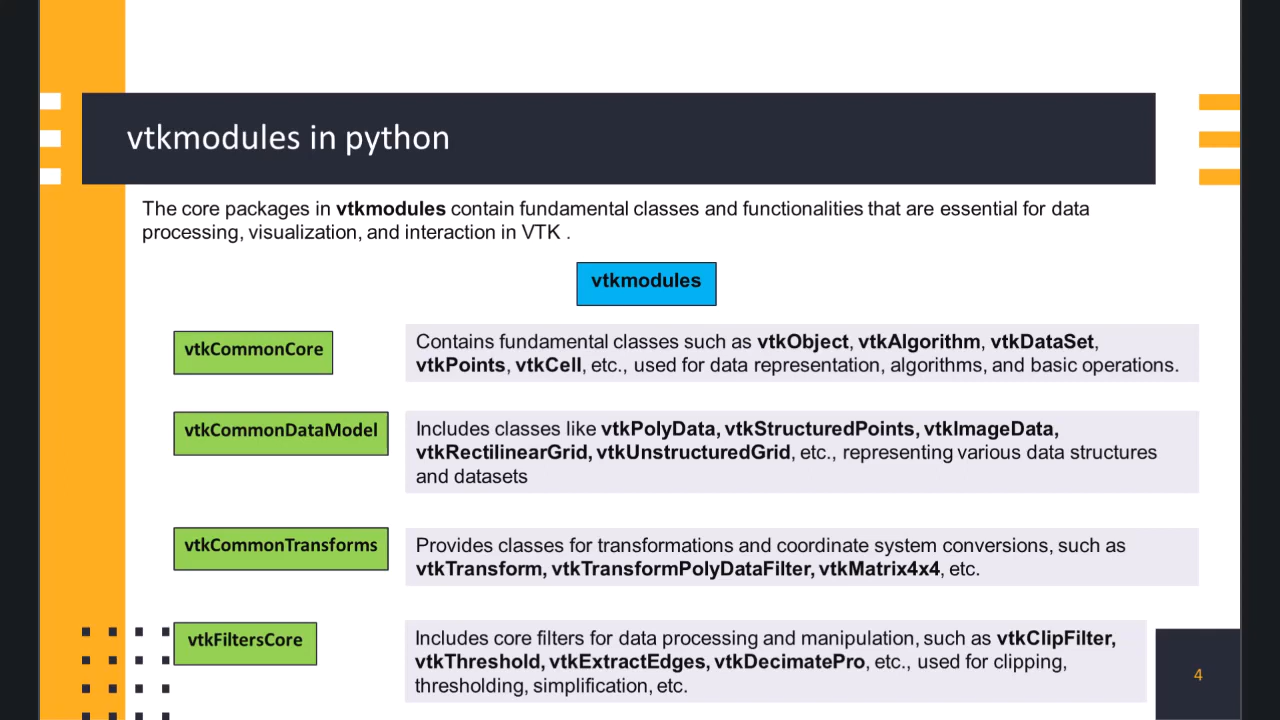 vtkmodules in python
The core packages in vtkmodules contain fundamental classes and functionalities that are essential for data
processing, visualization, and interaction in VTK .
vtkmodules
vtkCommonCore
Contains fundamental classes such as vtkObject, vtkAlgorithm, vtkDataSet,
vtkPoints, vtkCell, etc., used for data representation, algorithms, and basic operations.
vtkCommonDataModel
Includes classes like vtkPolyData, vtkStructuredPoints, vtkImageData,
vtkRectilinearGrid, vtkUnstructuredGrid, etc., representing various data structures
and datasets
vtkCommonTransforms
Provides classes for transformations and coordinate system conversions, such as
vtkTransform, vtkTransformPolyDataFilter, vtkMatrix4x4, etc.
vtkFiltersCore
Includes core filters for data processing and manipulation, such as vtkClipFilter,
vtkThreshold, vtkExtractEdges, vtkDecimatePro, etc., used for clipping,
thresholding, simplification, etc.
4